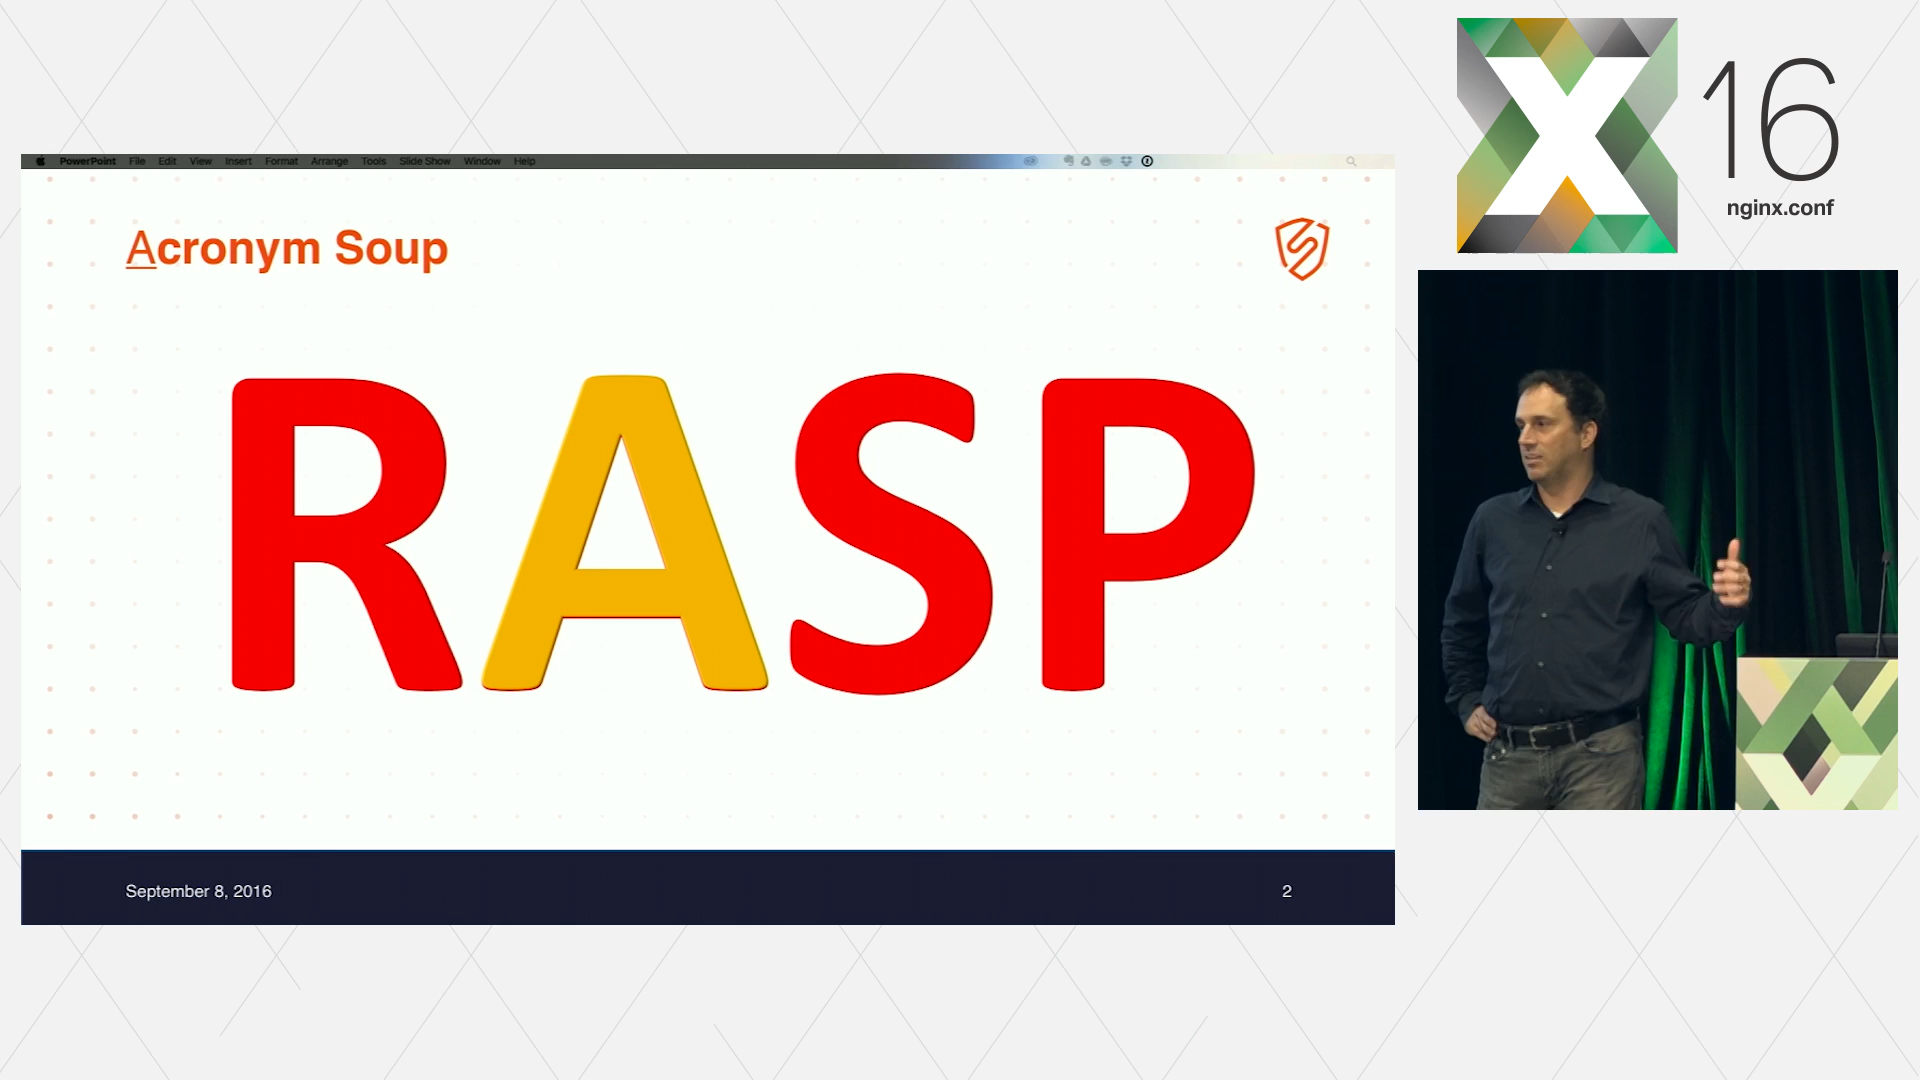 PowerPoint File Edit View Insert Format Arrange Tools Slide Show Window Help
Acronym Soup
RASP
September 8, 2016
2
X 16
nginx.conf